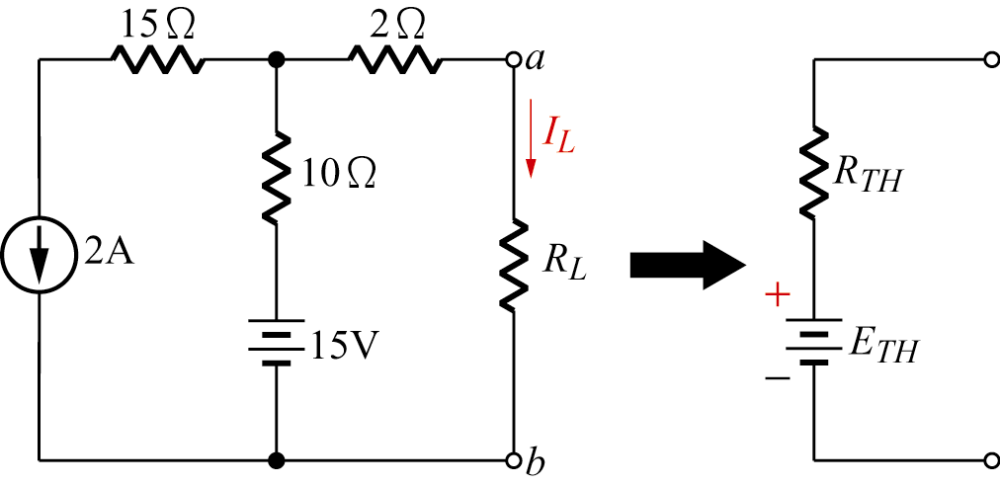 15Ω 2Ω
a
I_L
10Ω
R_TH
2A
R_L
+
15V
E_TH
−
b